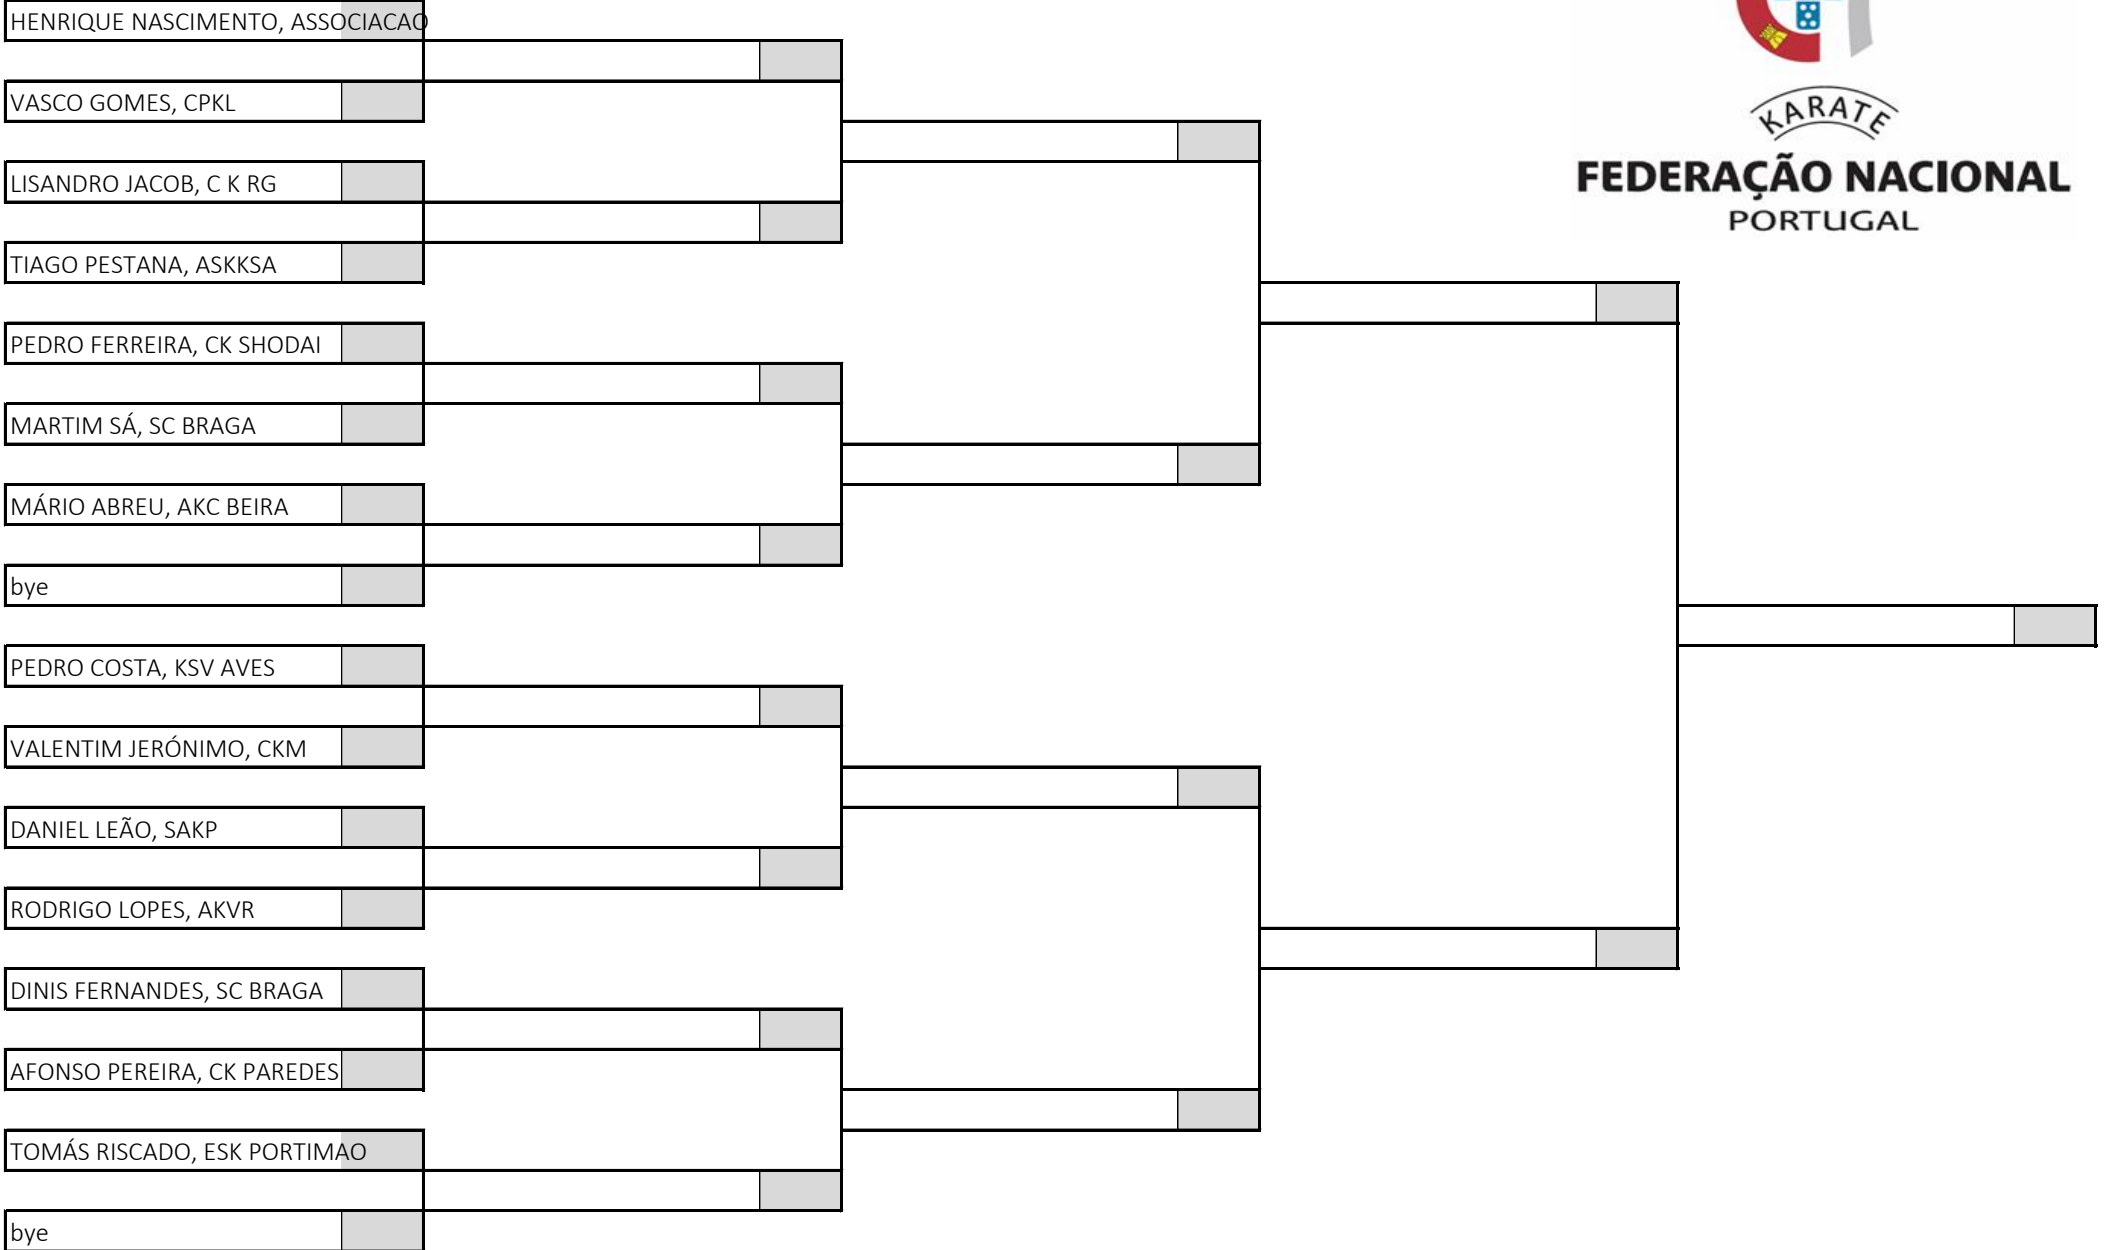 HENRIQUE NASCIMENTO, ASSOCIACAO
VASCO GOMES, CPKL
LISANDRO JACOB, C K RG
TIAGO PESTANA, ASKKSA
PEDRO FERREIRA, CK SHODAI
MARTIM SÁ, SC BRAGA
MÁRIO ABREU, AKC BEIRA
bye
PEDRO COSTA, KSV AVES
VALENTIM JERÓNIMO, CKM
DANIEL LEÃO, SAKP
RODRIGO LOPES, AKVR
DINIS FERNANDES, SC BRAGA
AFONSO PEREIRA, CK PAREDES
TOMÁS RISCADO, ESK PORTIMAO
bye
KARATE
FEDERAÇÃO NACIONAL
PORTUGAL